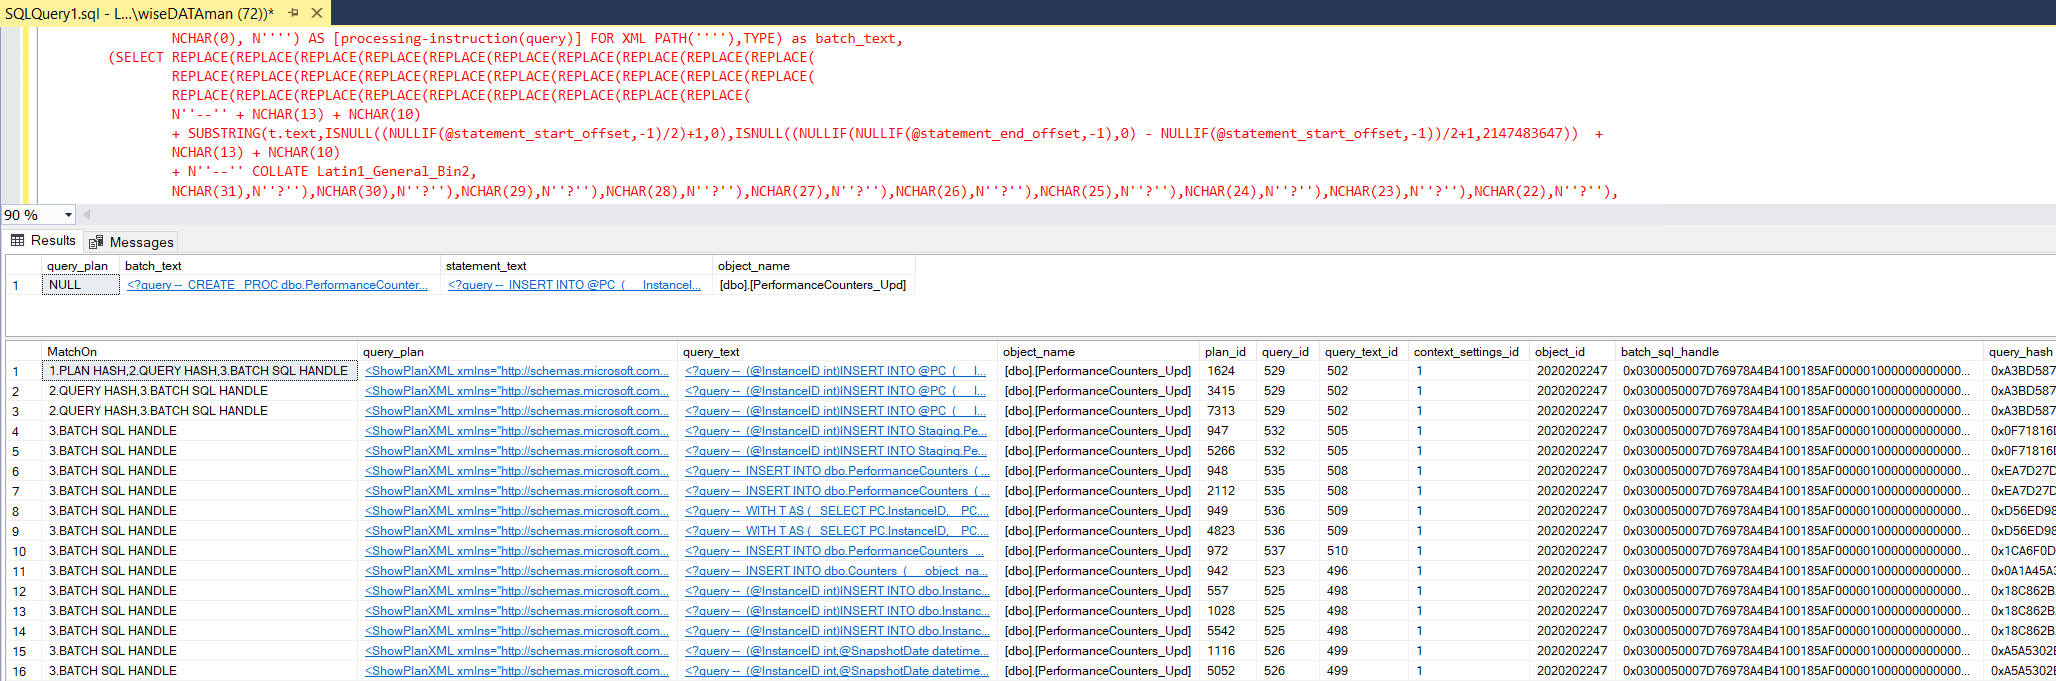 SQLQuery1.sql - L...\wiseDATAman (72))*
NCHAR(0), N'''') AS [processing-instruction(query)] FOR XML PATH(''''),TYPE) as batch_text,
(SELECT REPLACE(REPLACE(REPLACE(REPLACE(REPLACE(REPLACE(REPLACE(REPLACE(REPLACE(REPLACE(
REPLACE(REPLACE(REPLACE(REPLACE(REPLACE(REPLACE(REPLACE(REPLACE(REPLACE(REPLACE(
REPLACE(REPLACE(REPLACE(REPLACE(REPLACE(REPLACE(REPLACE(REPLACE(REPLACE(
N''--'' + NCHAR(13) + NCHAR(10)
+ SUBSTRING(t.text,ISNULL((NULLIF(@statement_start_offset,-1)/2)+1,0),ISNULL((NULLIF(NULLIF(@statement_end_offset,-1),0) - NULLIF(@statement_start_offset,-1))/2+1,2147483647)) +
NCHAR(13) + NCHAR(10)
+ N''--'' COLLATE Latin1_General_Bin2,
NCHAR(31),N''?''),NCHAR(30),N''?''),NCHAR(29),N''?''),NCHAR(28),N''?''),NCHAR(27),N''?''),NCHAR(26),N''?''),NCHAR(25),N''?''),NCHAR(24),N''?''),NCHAR(23),N''?''),NCHAR(22),N''?''),
90 %
Results Messages
query_plan batch_text statement_text object_name
1 NULL <?query -- CREATE PROC dbo.PerformanceCounter... <?query -- INSERT INTO @PC ( InstanceI... [dbo].[PerformanceCounters_Upd]
MatchOn query_plan query_text object_name plan_id query_id query_text_id context_settings_id object_id batch_sql_handle query_hash
1 1.PLAN HASH,2.QUERY HASH,3.BATCH SQL HANDLE <ShowPlanXML xmlns="http://schemas.microsoft.com... <?query -- (@InstanceID int)INSERT INTO @PC ( I... [dbo].[PerformanceCounters_Upd] 1624 529 502 1 2020202247 0x0300050007D76978A4B4100185AF000001000000000000... 0xA3BD587
2 2.QUERY HASH,3.BATCH SQL HANDLE <ShowPlanXML xmlns="http://schemas.microsoft.com... <?query -- (@InstanceID int)INSERT INTO @PC ( I... [dbo].[PerformanceCounters_Upd] 3415 529 502 1 2020202247 0x0300050007D76978A4B4100185AF000001000000000000... 0xA3BD587
3 2.QUERY HASH,3.BATCH SQL HANDLE <ShowPlanXML xmlns="http://schemas.microsoft.com... <?query -- (@InstanceID int)INSERT INTO @PC ( I... [dbo].[PerformanceCounters_Upd] 7313 529 502 1 2020202247 0x0300050007D76978A4B4100185AF000001000000000000... 0xA3BD587
4 3.BATCH SQL HANDLE <ShowPlanXML xmlns="http://schemas.microsoft.com... <?query -- (@InstanceID int)INSERT INTO Staging.Pe... [dbo].[PerformanceCounters_Upd] 947 532 505 1 2020202247 0x0300050007D76978A4B4100185AF000001000000000000... 0x0F71816D
5 3.BATCH SQL HANDLE <ShowPlanXML xmlns="http://schemas.microsoft.com... <?query -- (@InstanceID int)INSERT INTO Staging.Pe... [dbo].[PerformanceCounters_Upd] 5266 532 505 1 2020202247 0x0300050007D76978A4B4100185AF000001000000000000... 0x0F71816D
6 3.BATCH SQL HANDLE <ShowPlanXML xmlns="http://schemas.microsoft.com... <?query -- INSERT INTO dbo.PerformanceCounters ( ... [dbo].[PerformanceCounters_Upd] 948 535 508 1 2020202247 0x0300050007D76978A4B4100185AF000001000000000000... 0xEA7D27D
7 3.BATCH SQL HANDLE <ShowPlanXML xmlns="http://schemas.microsoft.com... <?query -- INSERT INTO dbo.PerformanceCounters ( ... [dbo].[PerformanceCounters_Upd] 2112 535 508 1 2020202247 0x0300050007D76978A4B4100185AF000001000000000000... 0xEA7D27D
8 3.BATCH SQL HANDLE <ShowPlanXML xmlns="http://schemas.microsoft.com... <?query -- WITH T AS ( SELECT PC.InstanceID, PC.... [dbo].[PerformanceCounters_Upd] 949 536 509 1 2020202247 0x0300050007D76978A4B4100185AF000001000000000000... 0xD56ED98
9 3.BATCH SQL HANDLE <ShowPlanXML xmlns="http://schemas.microsoft.com... <?query -- WITH T AS ( SELECT PC.InstanceID, PC.... [dbo].[PerformanceCounters_Upd] 4823 536 509 1 2020202247 0x0300050007D76978A4B4100185AF000001000000000000... 0xD56ED98
10 3.BATCH SQL HANDLE <ShowPlanXML xmlns="http://schemas.microsoft.com... <?query -- INSERT INTO dbo.PerformanceCounters_... [dbo].[PerformanceCounters_Upd] 972 537 510 1 2020202247 0x0300050007D76978A4B4100185AF000001000000000000... 0x1CA6F0D
11 3.BATCH SQL HANDLE <ShowPlanXML xmlns="http://schemas.microsoft.com... <?query -- INSERT INTO dbo.Counters ( object_na... [dbo].[PerformanceCounters_Upd] 942 523 496 1 2020202247 0x0300050007D76978A4B4100185AF000001000000000000... 0x0A1A45A3
12 3.BATCH SQL HANDLE <ShowPlanXML xmlns="http://schemas.microsoft.com... <?query -- (@InstanceID int)INSERT INTO dbo.Instanc... [dbo].[PerformanceCounters_Upd] 557 525 498 1 2020202247 0x0300050007D76978A4B4100185AF000001000000000000... 0x18C862B
13 3.BATCH SQL HANDLE <ShowPlanXML xmlns="http://schemas.microsoft.com... <?query -- (@InstanceID int)INSERT INTO dbo.Instanc... [dbo].[PerformanceCounters_Upd] 1028 525 498 1 2020202247 0x0300050007D76978A4B4100185AF000001000000000000... 0x18C862B
14 3.BATCH SQL HANDLE <ShowPlanXML xmlns="http://schemas.microsoft.com... <?query -- (@InstanceID int)INSERT INTO dbo.Instanc... [dbo].[PerformanceCounters_Upd] 5542 525 498 1 2020202247 0x0300050007D76978A4B4100185AF000001000000000000... 0x18C862B
15 3.BATCH SQL HANDLE <ShowPlanXML xmlns="http://schemas.microsoft.com... <?query -- (@InstanceID int,@SnapshotDate datetime... [dbo].[PerformanceCounters_Upd] 1116 526 499 1 2020202247 0x0300050007D76978A4B4100185AF000001000000000000... 0xA5A5302E
16 3.BATCH SQL HANDLE <ShowPlanXML xmlns="http://schemas.microsoft.com... <?query -- (@InstanceID int,@SnapshotDate datetime... [dbo].[PerformanceCounters_Upd] 5052 526 499 1 2020202247 0x0300050007D76978A4B4100185AF000001000000000000... 0xA5A5302E